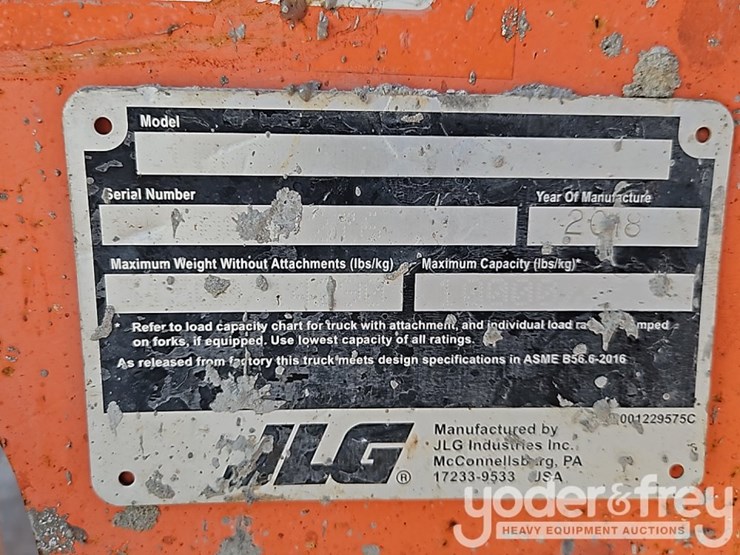 Model
Serial Number
Year Of Manufacture
2018
Maximum Weight Without Attachments (lbs/kg)
Maximum Capacity (lbs/kg)*
* Refer to load capacity chart for truck with attachment, and individual load
on forks, if equipped. Use lowest capacity of all ratings.
As released from factory this truck meets design specifications in ASME B56.6-2016
1001229575C
JLG®
Manufactured by
JLG Industries Inc.
McConnellsburg, PA
17233-9533 USA
yoder&frey
HEAVY EQUIPMENT AUCTIONS